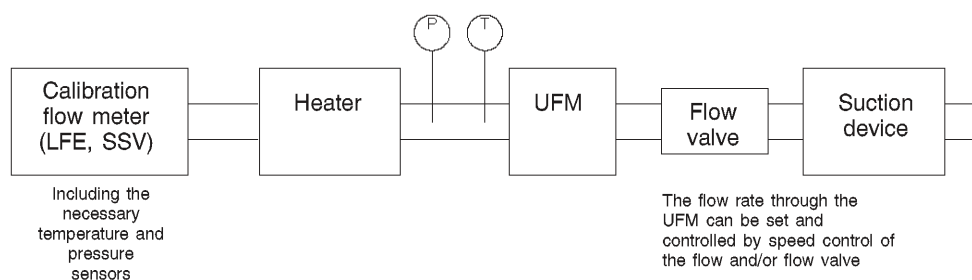 P
T
Calibration
flow meter
(LFE, SSV)
Heater
UFM
Flow
valve
Suction
device
Including the
necessary
temperature and
pressure
sensors
The flow rate through the
UFM can be set and
controlled by speed control of
the flow and/or flow valve